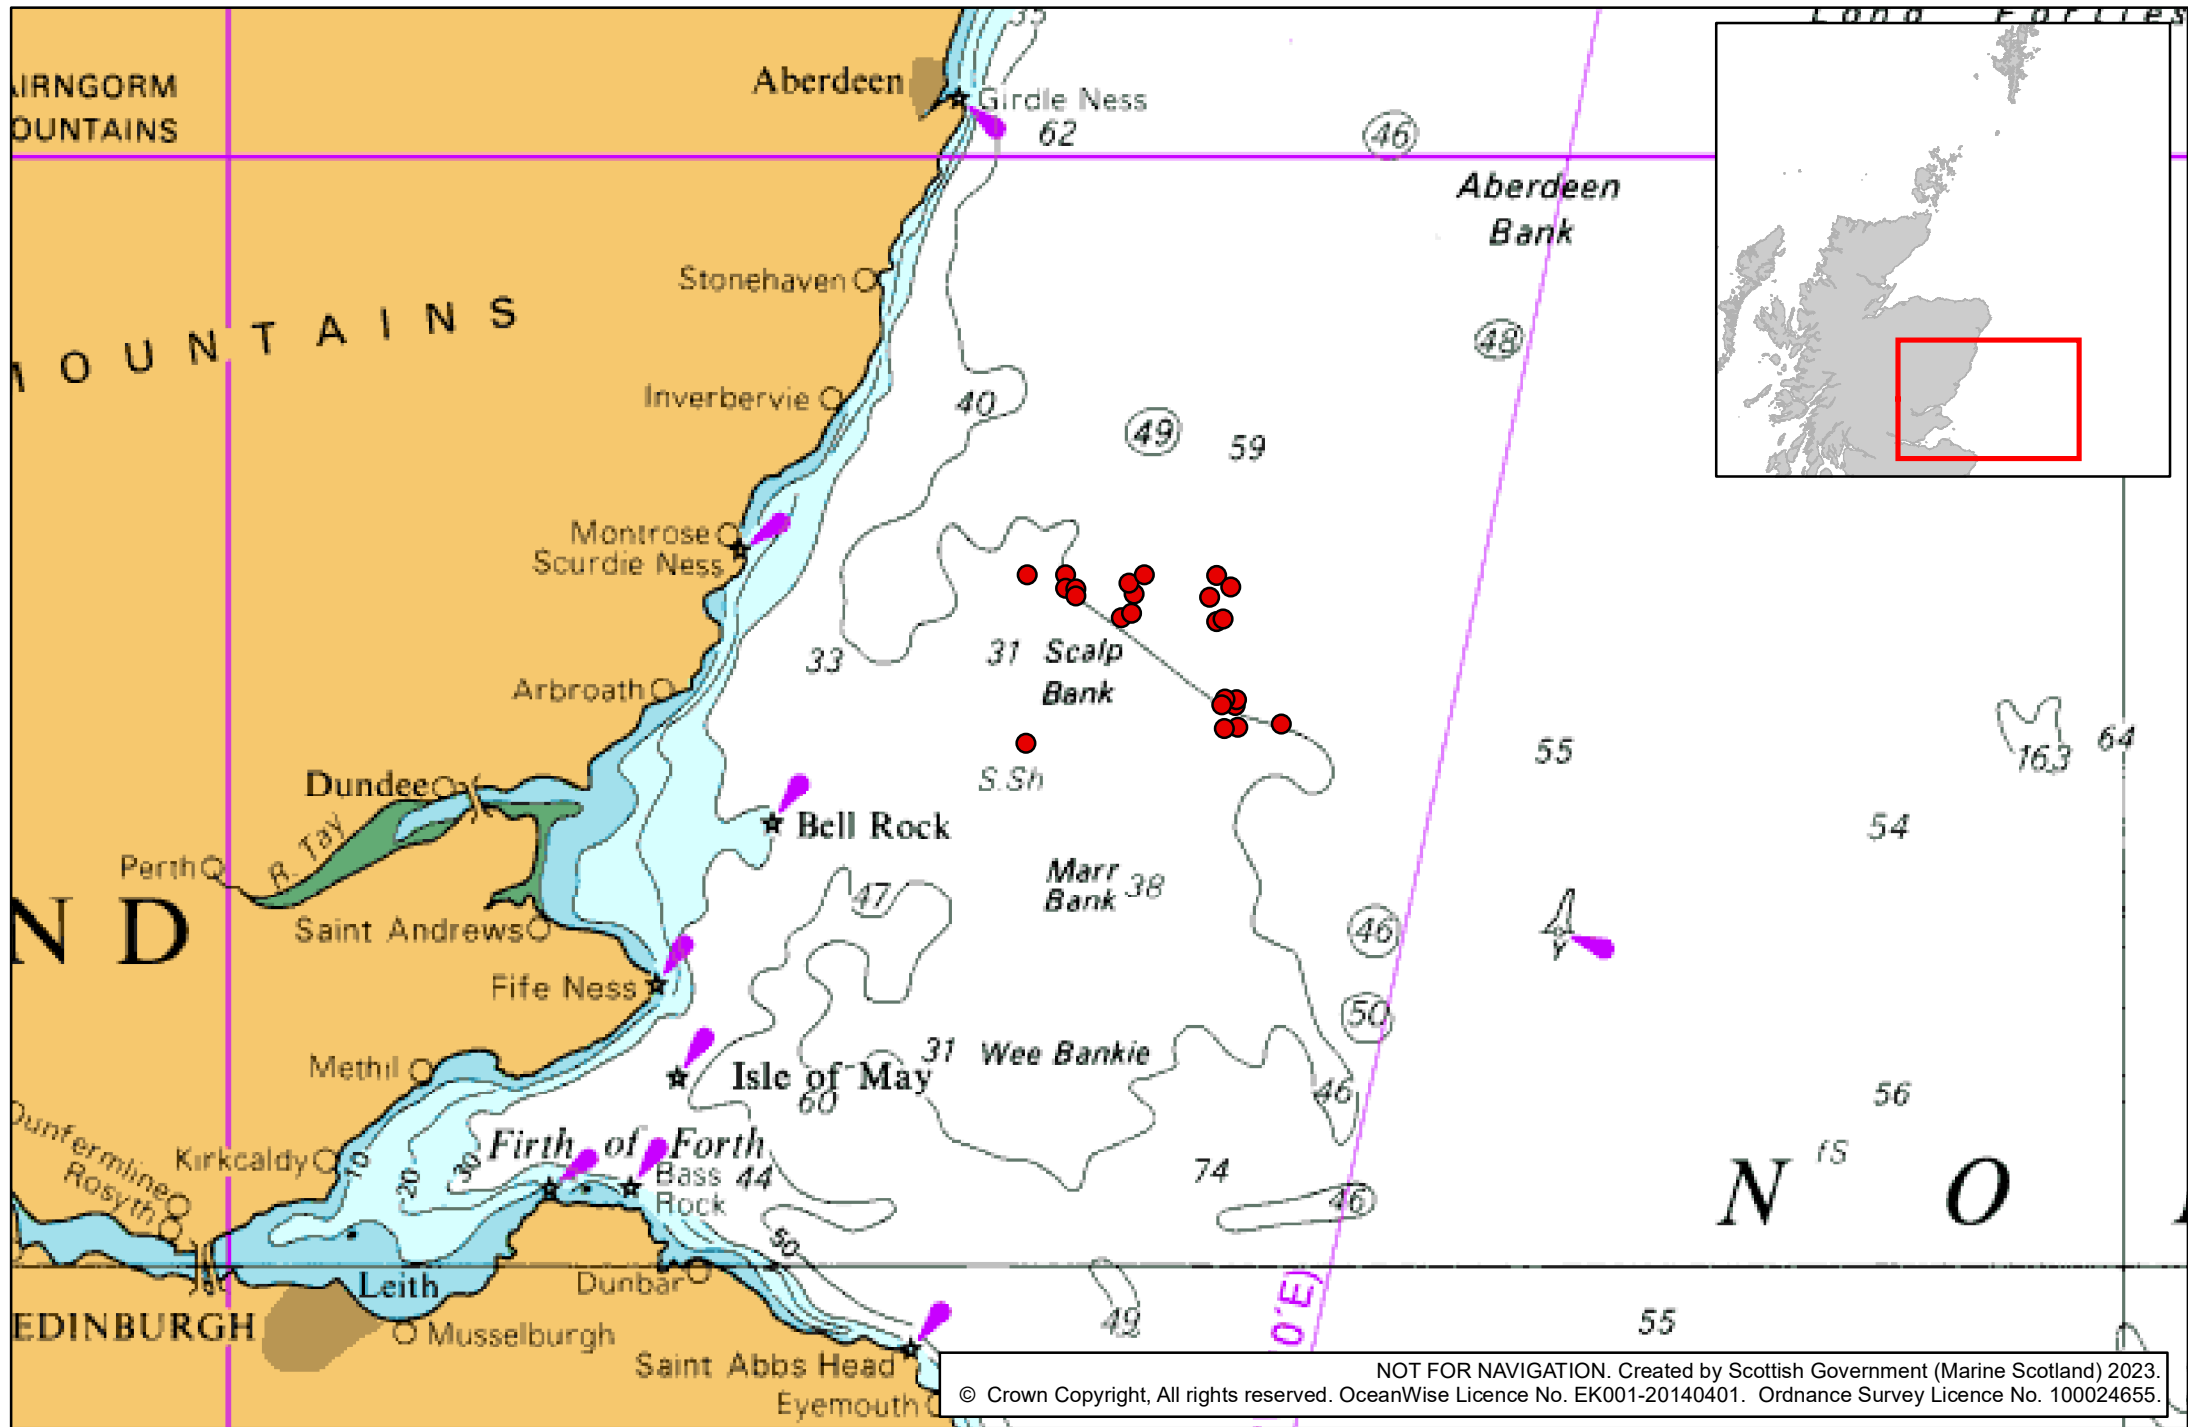 Long Forties
35
AIRNGORM
OUNTAINS
Aberdeen
Girdle Ness
62
46
Aberdeen
Bank
Stonehaven
MOUNTAINS
48
Inverbervie
40
49
59
Montrose
Scurdie Ness
33
31
Scalp
Bank
Arbroath
55
163
64
S.Sh
Dundee
R. Tay
Bell Rock
54
Perth
47
Marr
Bank
38
ND
Saint Andrews
46
Fife Ness
50
31
Wee Bankie
Methil
Isle of May
60
46
56
Dunfermline
Rosyth
Kirkcaldy
10
20
30
Firth of Forth
Bass
Rock
44
74
46
fS
N O
50
Leith
Dunbar
EDINBURGH
Musselburgh
49
0'E)
55
Saint Abbs Head
Eyemouth
NOT FOR NAVIGATION. Created by Scottish Government (Marine Scotland) 2023.
© Crown Copyright, All rights reserved. OceanWise Licence No. EK001-20140401. Ordnance Survey Licence No. 100024655.